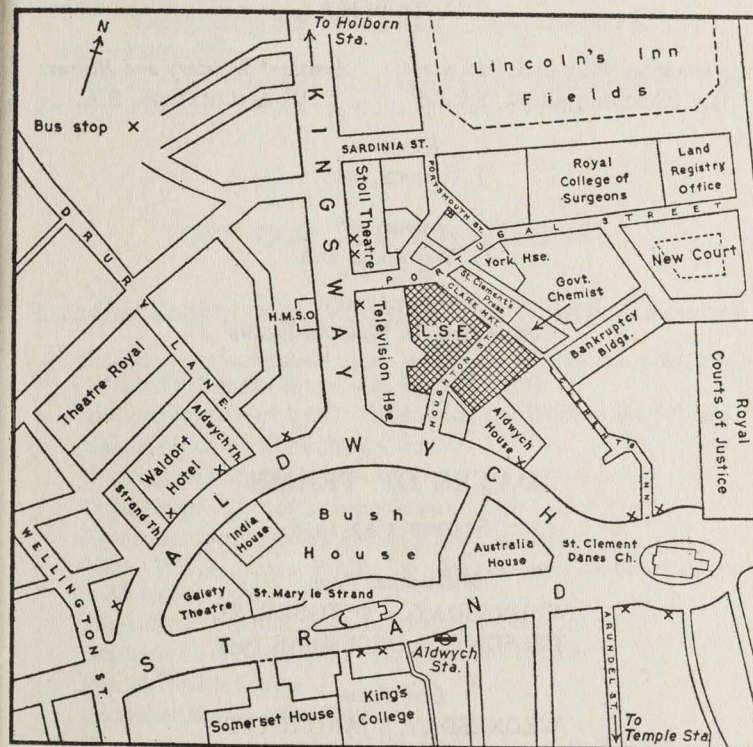 N
To Holborn
Sta.
Lincoln's Inn
Fields
Bus stop x
KINGSWAY
SARDINIA ST.
Stoll Theatre
PORTSMOUTH ST.
Royal
College of
Surgeons
Land
Registry
Office
PORTUGAL STREET
New Court
York Hse.
St. Clement's
Press
Govt.
Chemist
CLARE MKT.
DRURY LANE
H.M.S.O.
Television Hse.
L.S.E.
HOUGHTON ST.
Bankruptcy
Bldgs.
CLEMENT'S INN
Royal
Courts of Justice
Theatre Royal
Aldwych Th.
Waldort
Hotel
Strand Th.
ALDWYCH
Aldwych
House
India
House
Bush
House
Australia
House
St. Clement
Danes Ch.
WELLINGTON ST.
Gaiety
Theatre
St. Mary le Strand
STRAND
Aldwych
Sta.
ARUNDEL ST.
Somerset House
King's
College
To
Temple Sta.